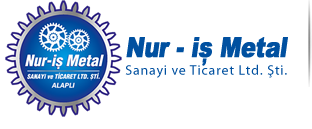 Nur-iş Metal
SANAYİ ve TİCARET LTD. ŞTİ.
ALAPLI
Nur - iş Metal
Sanayi ve Ticaret Ltd. Şti.